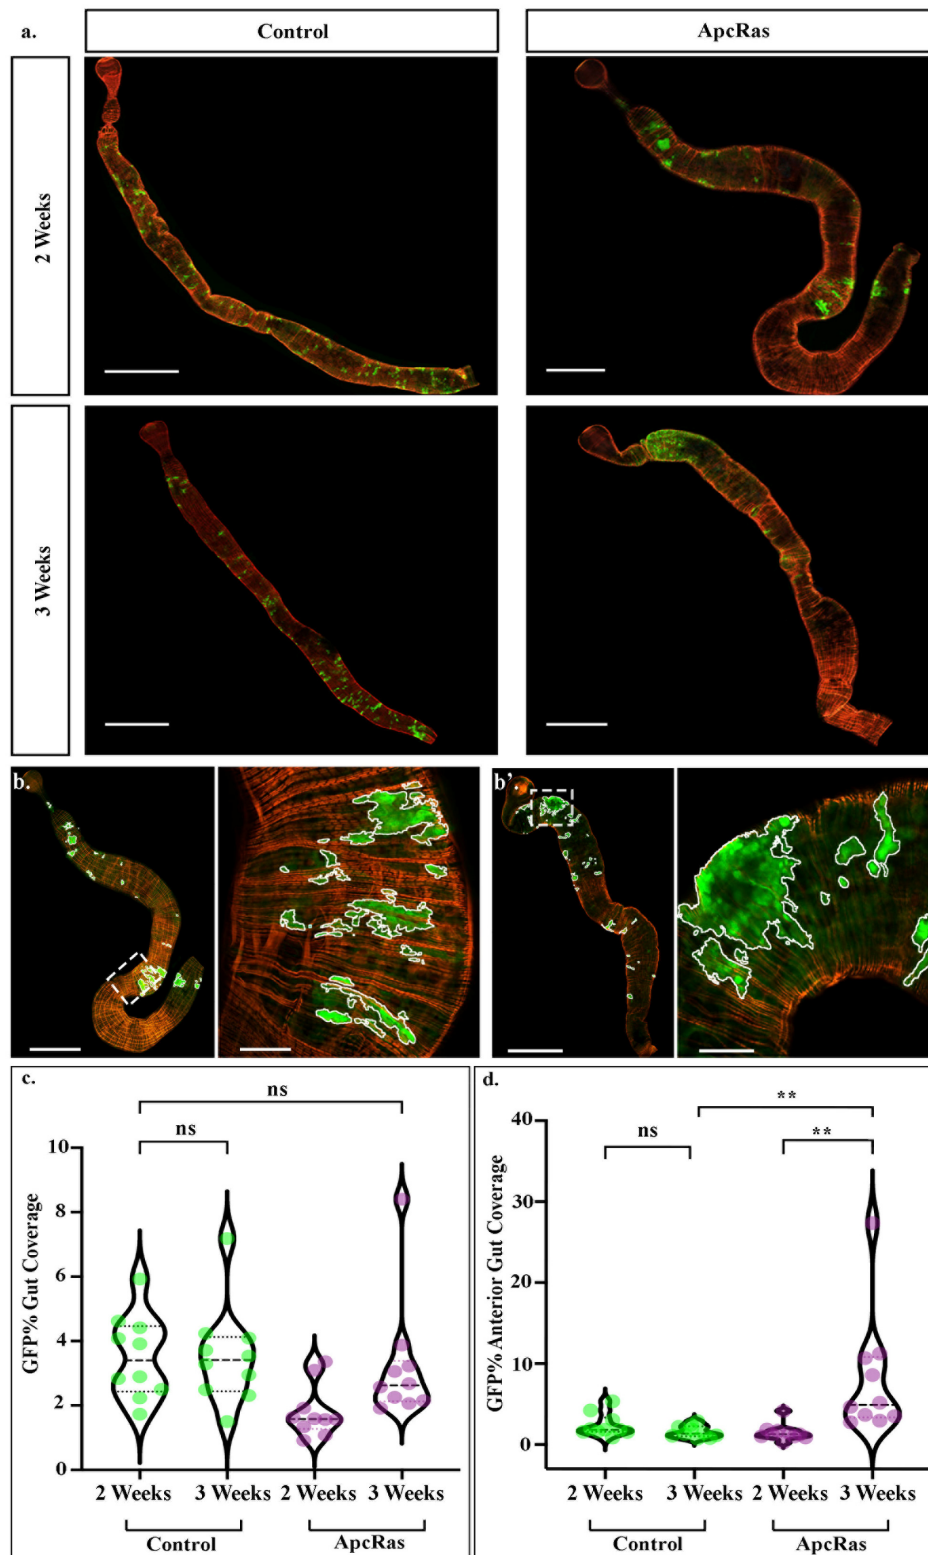 a.
Control
ApcRas
2 Weeks
3 Weeks
b.
b'
c.
ns
ns
10
8
6
4
2
0
GFP% Gut Coverage
2 Weeks
3 Weeks
2 Weeks
3 Weeks
Control
ApcRas
d.
**
ns
**
40
30
20
10
0
GFP% Anterior Gut Coverage
2 Weeks
3 Weeks
2 Weeks
3 Weeks
Control
ApcRas